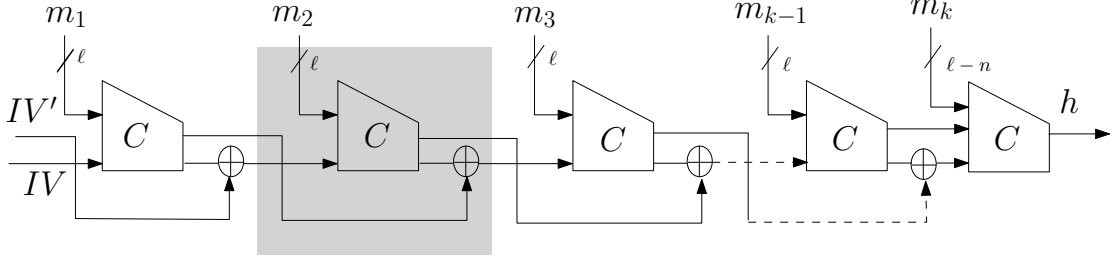 m₁ m₂ m₃ mₖ₋₁ mₖ
ℓ ℓ ℓ ℓ ℓ − n
IV′ h
C C C C C
IV